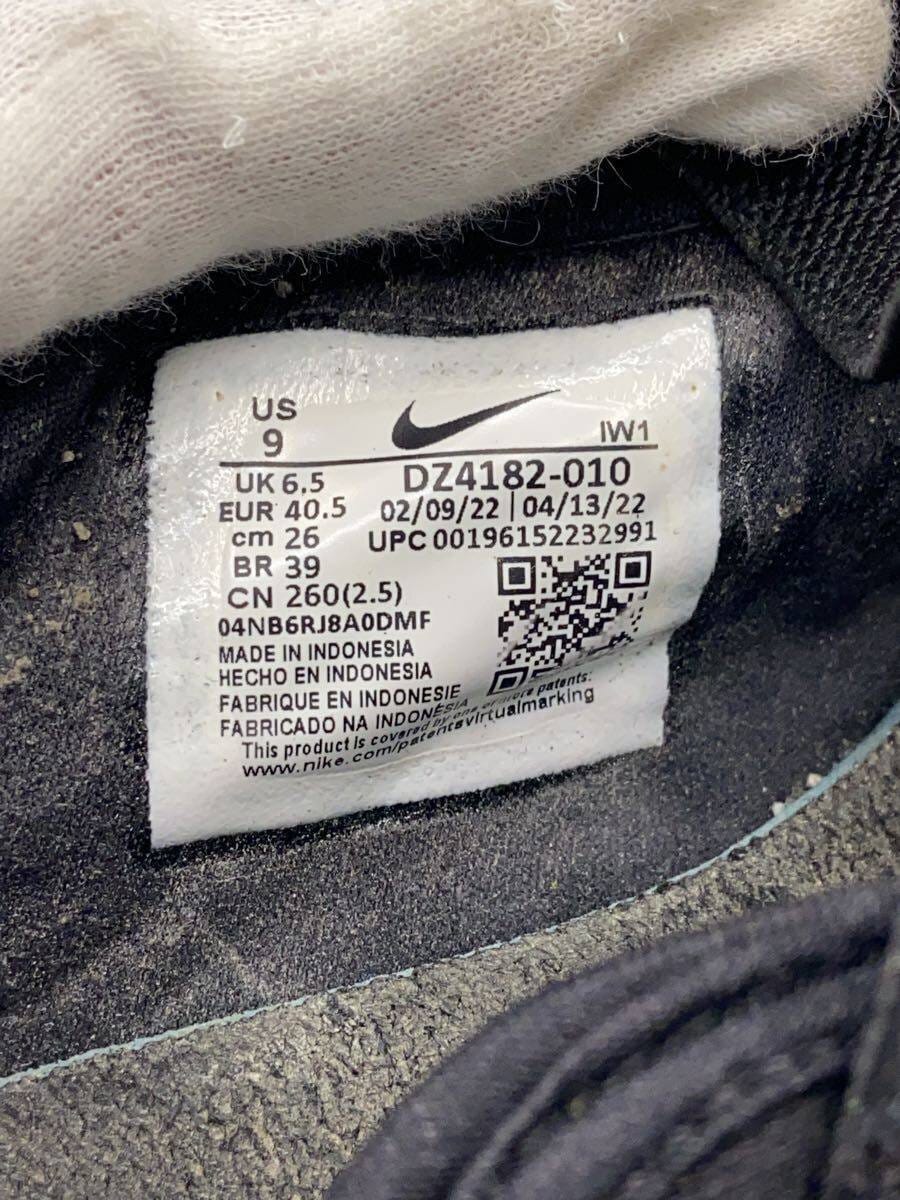 US
9
IW1
UK 6.5
DZ4182-010
EUR 40.5
02/09/22 | 04/13/22
cm 26
UPC 00196152232991
BR 39
CN 260(2.5)
04NB6RJ8A0DMF
MADE IN INDONESIA
HECHO EN INDONESIA
FABRIQUE EN INDONESIE
FABRICADO NA INDONÉSIA
This product is covered by one or more patents:
www.nike.com/patentsvirtualmarking